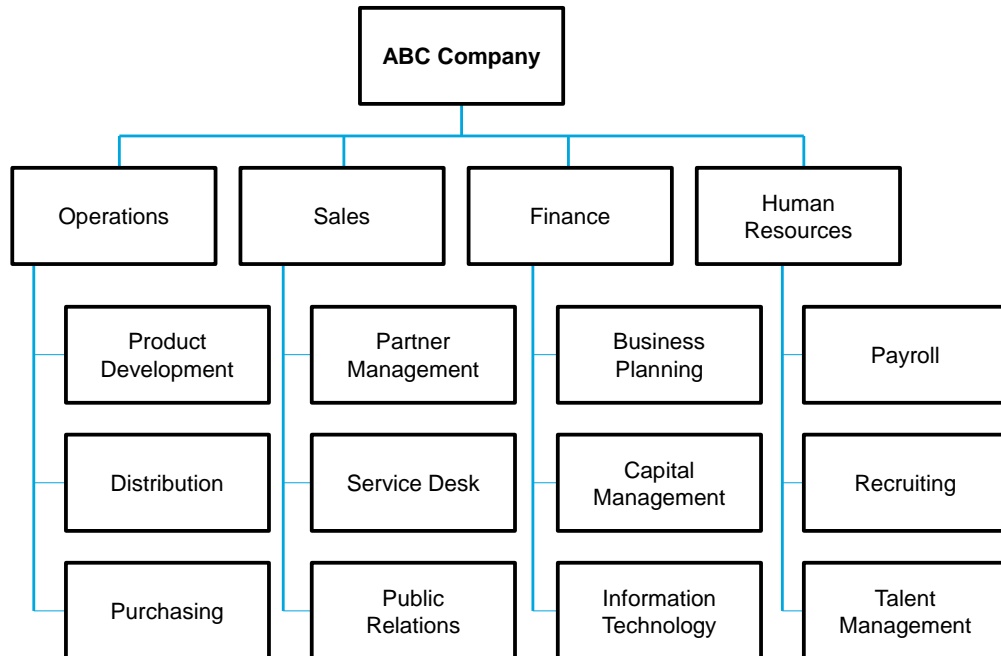 ABC Company
Operations
Sales
Finance
Human
Resources
Product
Development
Partner
Management
Business
Planning
Payroll
Distribution
Service Desk
Capital
Management
Recruiting
Purchasing
Public
Relations
Information
Technology
Talent
Management